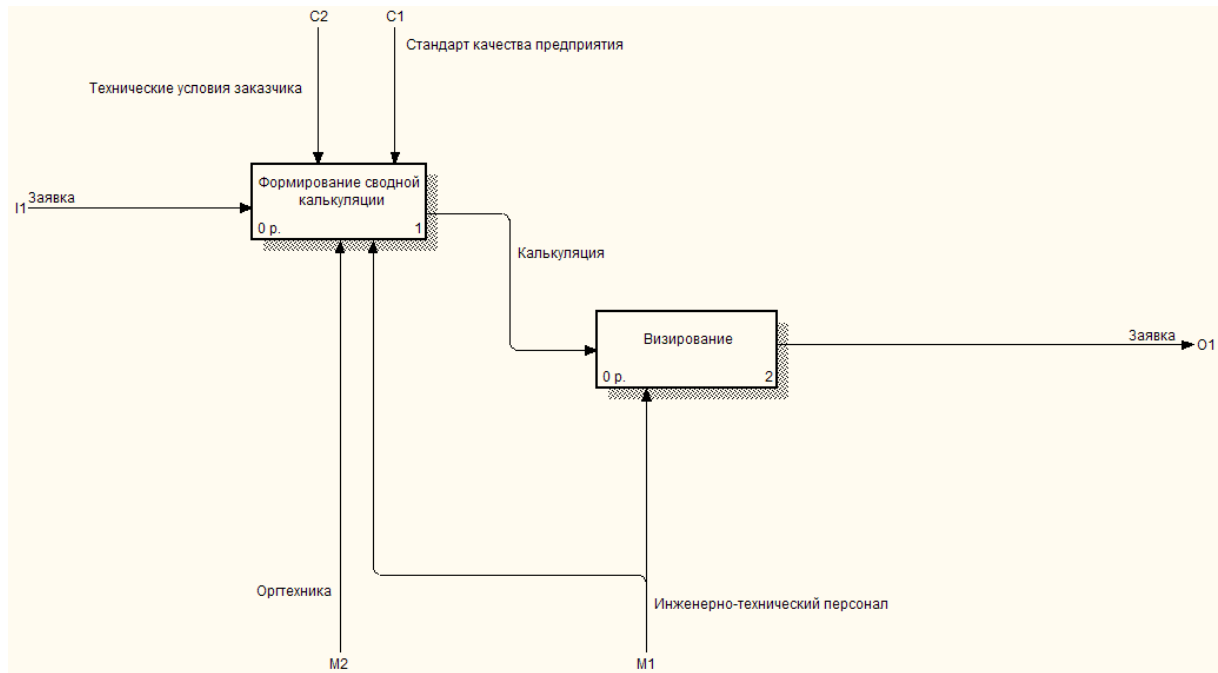 C2
C1
Стандарт качества предприятия
Технические условия заказчика
Формирование сводной
калькуляции
0 р.
1
Заявка
I1
Калькуляция
Визирование
0 р.
2
Заявка
O1
Оргтехника
Инженерно-технический персонал
M2
M1